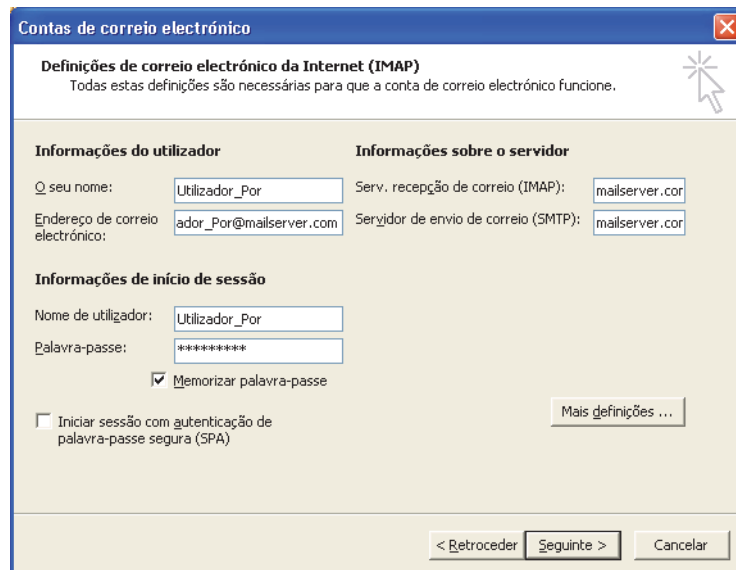 Contas de correio electrónico
Definições de correio electrónico da Internet (IMAP)
Todas estas definições são necessárias para que a conta de correio electrónico funcione.
Informações do utilizador
O seu nome: Utilizador_Por
Endereço de correio electrónico: ador_Por@mailserver.com
Informações sobre o servidor
Serv. recepção de correio (IMAP): mailserver.cor
Servidor de envio de correio (SMTP): mailserver.cor
Informações de início de sessão
Nome de utilizador: Utilizador_Por
Palavra-passe: *********
Memorizar palavra-passe
Iniciar sessão com autenticação de
palavra-passe segura (SPA)
Mais definições ...
< Retroceder Seguinte > Cancelar